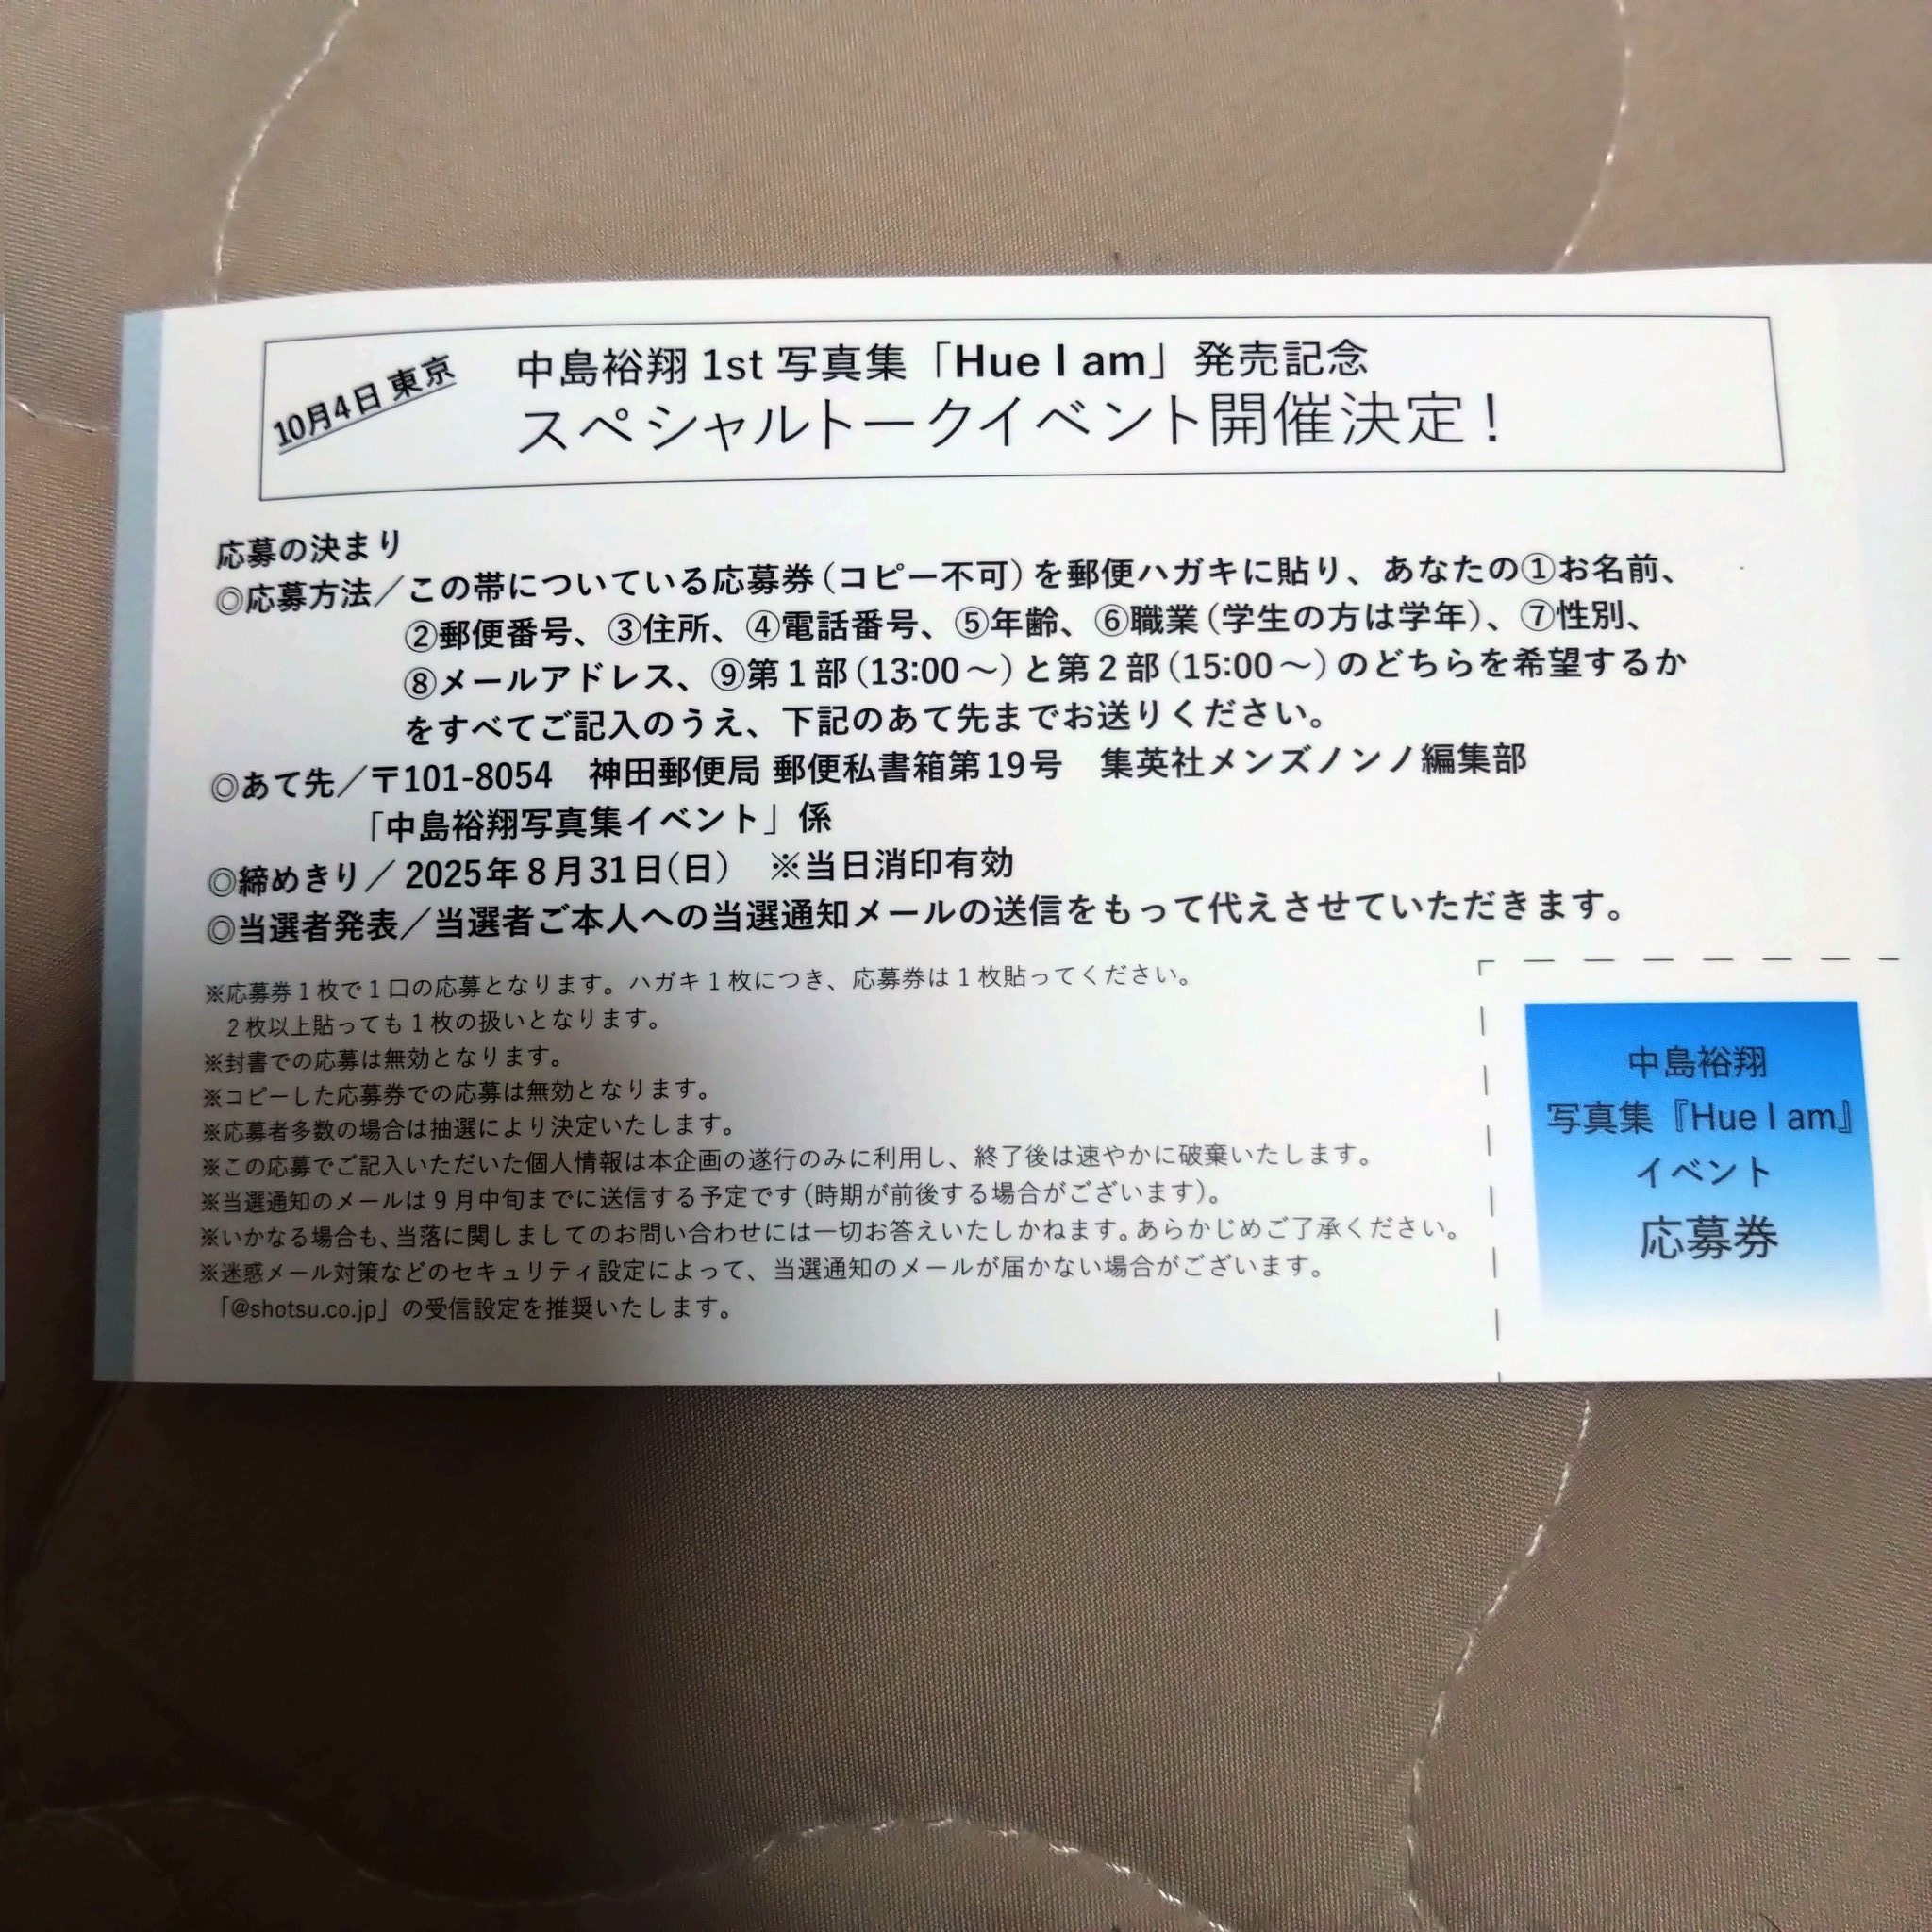 10月4日 東京
中島裕翔 1st 写真集「Hue I am」発売記念
スペシャルトークイベント開催決定！
応募の決まり
◎応募方法／この帯についている応募券（コピー不可）を郵便ハガキに貼り、あなたの①お名前、
②郵便番号、③住所、④電話番号、⑤年齢、⑥職業（学生の方は学年）、⑦性別、
⑧メールアドレス、⑨第1部（13:00～）と第2部（15:00～）のどちらを希望するか
をすべてご記入のうえ、下記のあて先までお送りください。
◎あて先／〒101-8054　神田郵便局 郵便私書箱第19号　集英社メンズノンノ編集部
「中島裕翔写真集イベント」係
◎締めきり／2025年8月31日（日）　※当日消印有効
◎当選者発表／当選者ご本人への当選通知メールの送信をもって代えさせていただきます。
※応募券1枚で1口の応募となります。ハガキ1枚につき、応募券は1枚貼ってください。
2枚以上貼っても1枚の扱いとなります。
※封書での応募は無効となります。
※コピーした応募券での応募は無効となります。
※応募者多数の場合は抽選により決定いたします。
※この応募でご記入いただいた個人情報は本企画の遂行のみに利用し、終了後は速やかに破棄いたします。
※当選通知のメールは9月中旬までに送信する予定です（時期が前後する場合がございます）。
※いかなる場合も、当落に関しましてのお問い合わせには一切お答えいたしかねます。あらかじめご了承ください。
※迷惑メール対策などのセキュリティ設定によって、当選通知のメールが届かない場合がございます。
「@shotsu.co.jp」の受信設定を推奨いたします。
中島裕翔
写真集『Hue I am』
イベント
応募券